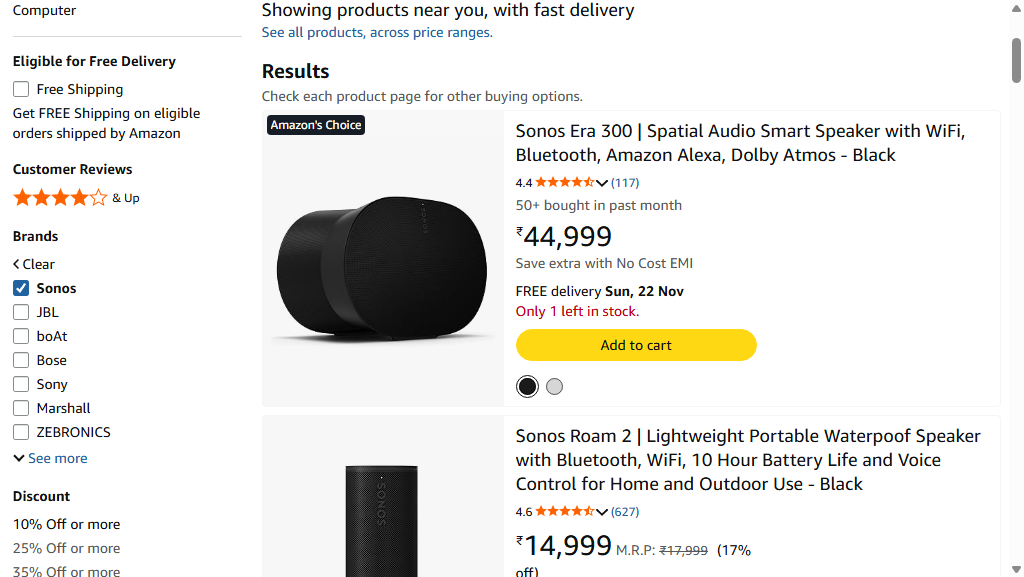 Computer
Eligible for Free Delivery
Free Shipping
Get FREE Shipping on eligible
orders shipped by Amazon
Customer Reviews
& Up
Brands
Clear
Sonos
JBL
boAt
Bose
Sony
Marshall
ZEBRONICS
See more
Discount
10% Off or more
25% Off or more
35% Off or more
Showing products near you, with fast delivery
See all products, across price ranges.
Results
Check each product page for other buying options.
Amazon's Choice
SONOS
Sonos Era 300 | Spatial Audio Smart Speaker with WiFi,
Bluetooth, Amazon Alexa, Dolby Atmos - Black
4.4 (117)
50+ bought in past month
₹44,999
Save extra with No Cost EMI
FREE delivery Sun, 22 Nov
Only 1 left in stock.
Add to cart
SONOS
Sonos Roam 2 | Lightweight Portable Waterpoof Speaker
with Bluetooth, WiFi, 10 Hour Battery Life and Voice
Control for Home and Outdoor Use - Black
4.6 (627)
₹14,999 M.R.P: ₹17,999 (17%
off)